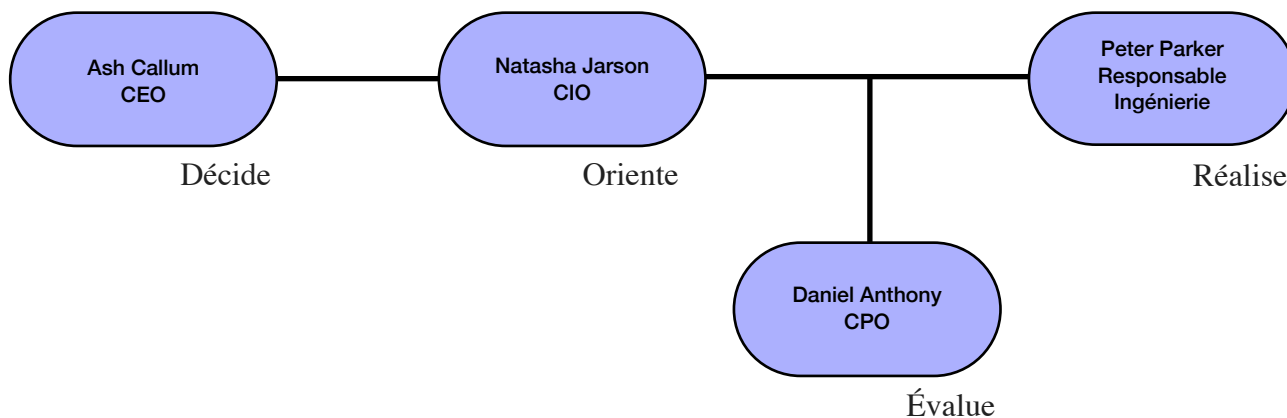 Ash Callum
CEO
Décide
Natasha Jarson
CIO
Oriente
Peter Parker
Responsable
Ingénierie
Réalise
Daniel Anthony
CPO
Évalue